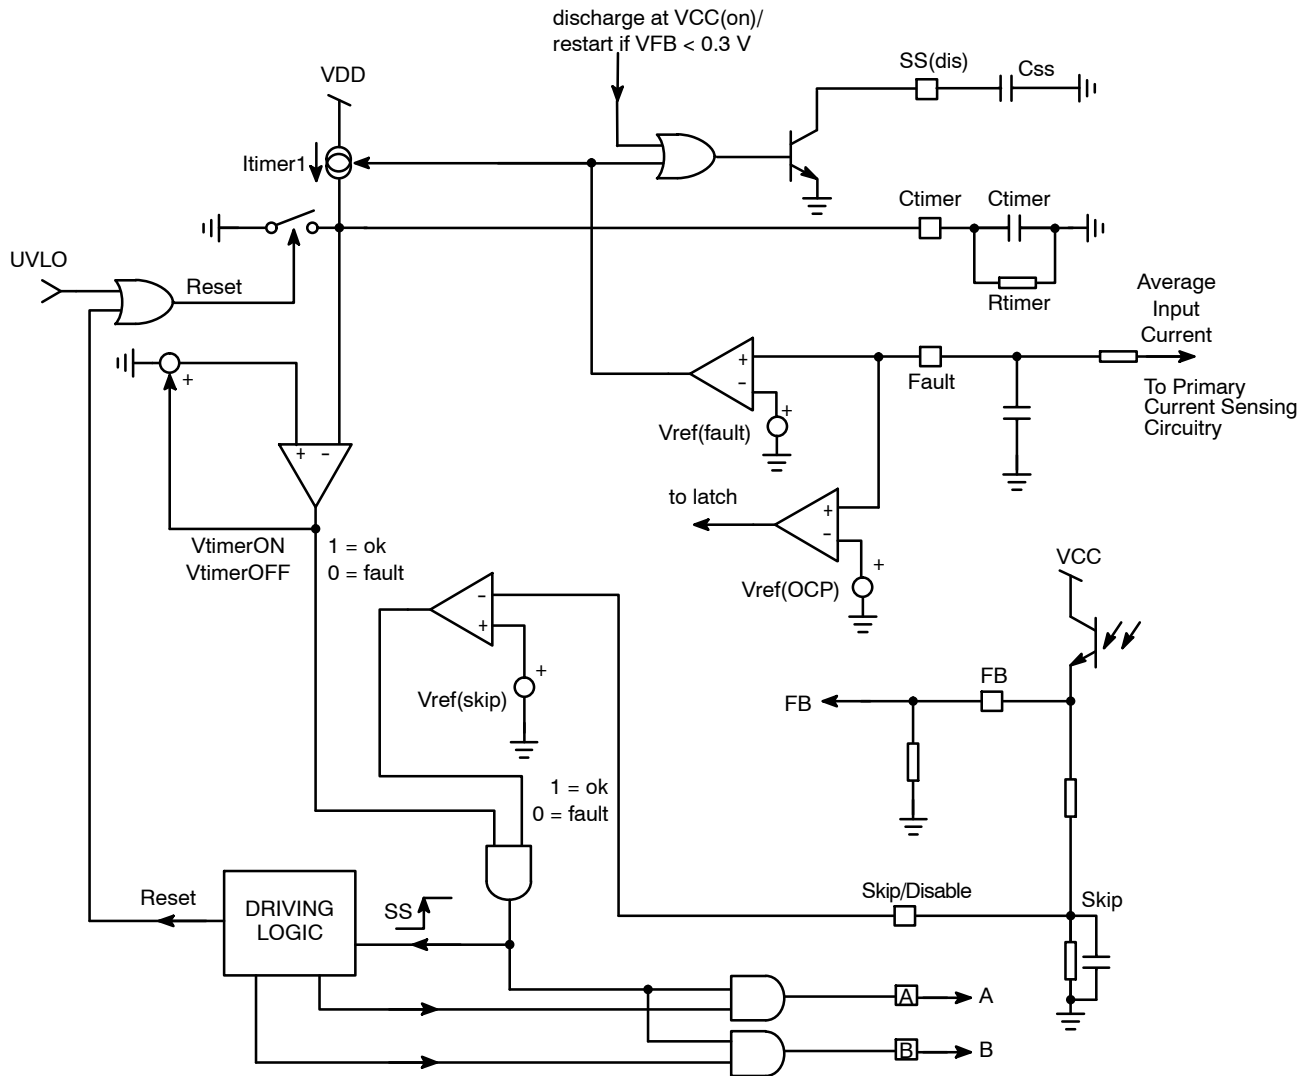 discharge at VCC(on)/
restart if VFB < 0.3 V
VDD
SS(dis)
Css
Itimer1
Ctimer
Ctimer
UVLO
Reset
Rtimer
Average
Input
Current
+
+
-
+
Fault
To Primary
Current Sensing
Circuitry
Vref(fault)
+ -
to latch
+
-
+
VtimerON
VtimerOFF
1 = ok
0 = fault
Vref(OCP)
VCC
-
+
+
Vref(skip)
FB
FB
1 = ok
0 = fault
Skip/Disable
Skip
Reset
DRIVING
LOGIC
SS
A
A
B
B